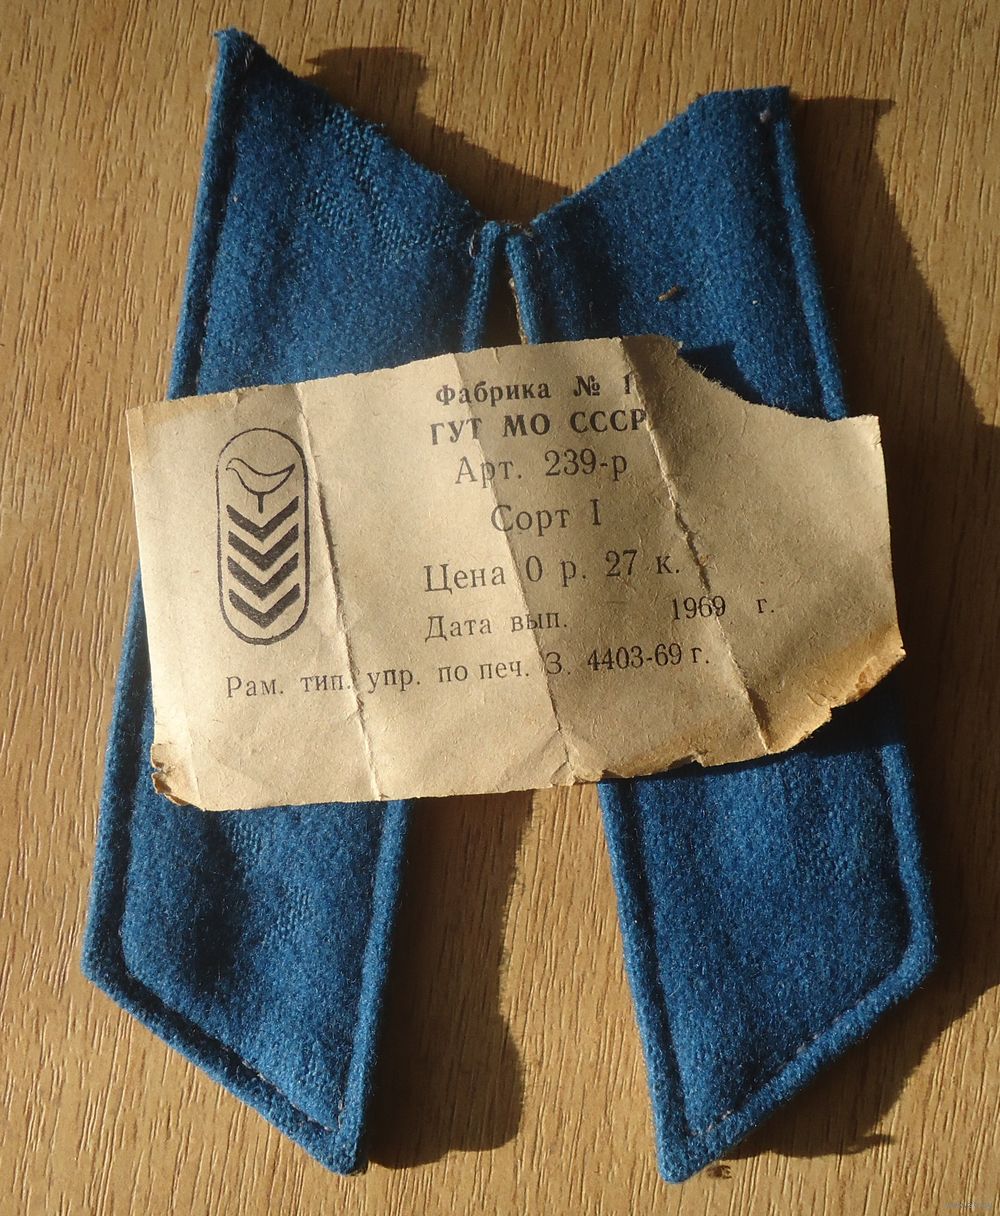 Фабрика № 1
ГУТ МО СССР
Арт. 239-р
Сорт I
Цена 0 р. 27 к.
Дата вып. 1969 г.
Рам. тип. упр. по печ. З. 4403-69 г.